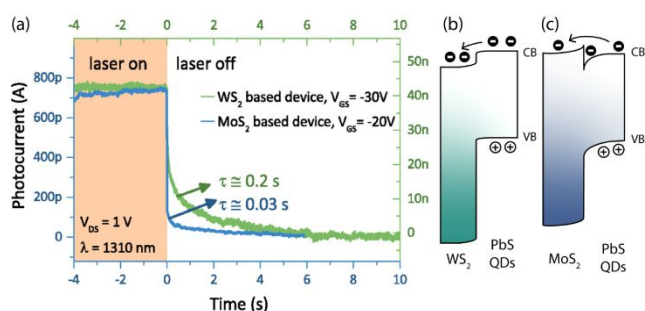 (a)
-4 -2 0 2 4 6 8 10
laser on
laser off
WS₂ based device, V_GS= -30V
MoS₂ based device, V_GS= -20V
Photocurrent (A)
800p
600p
400p
200p
0
50n
40n
30n
20n
10n
0
τ ≅ 0.2 s
τ ≅ 0.03 s
V_DS = 1 V
λ = 1310 nm
-4 -2 0 2 4 6 8 10
Time (s)
(b)
CB
VB
WS₂
PbS
QDs
(c)
CB
VB
MoS₂
PbS
QDs